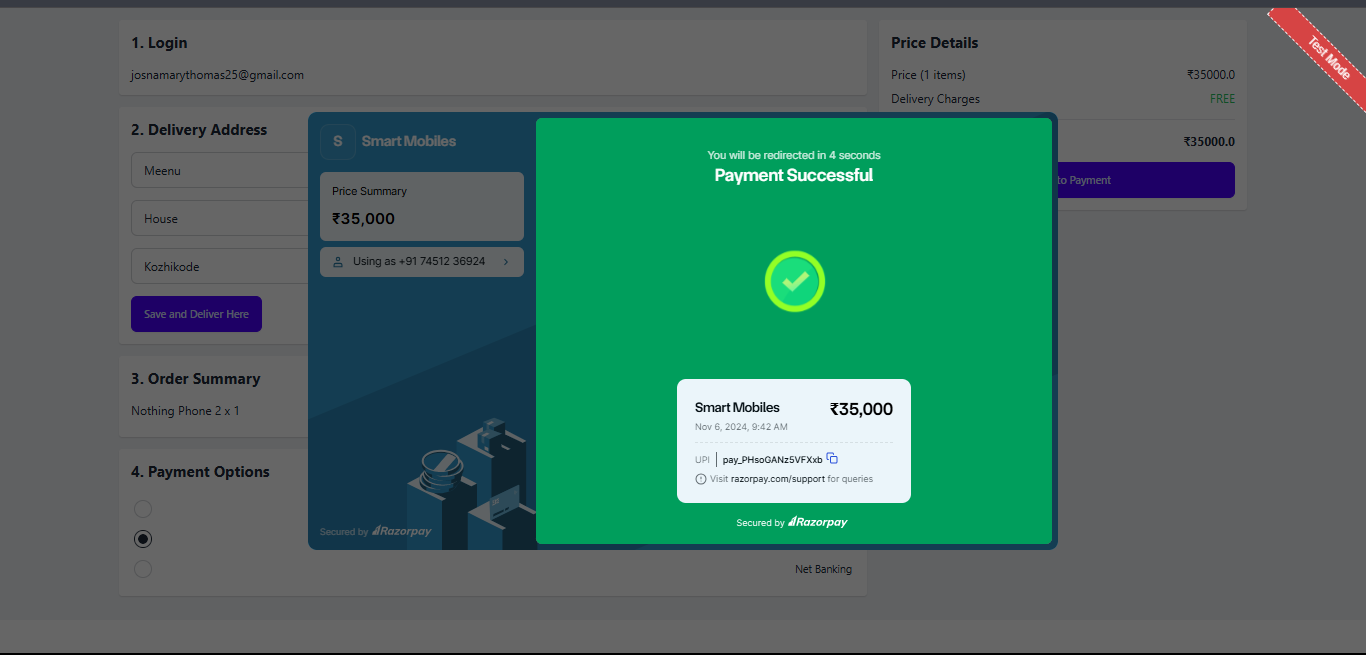 Test Mode
1. Login
josnamarythomas25@gmail.com
2. Delivery Address
Meenu
House
Kozhikode
Save and Deliver Here
3. Order Summary
Nothing Phone 2 x 1
4. Payment Options
Net Banking
Price Details
Price (1 items) ₹35000.0
Delivery Charges FREE
₹35000.0
to Payment
S Smart Mobiles
Price Summary
₹35,000
Using as +91 74512 36924
Secured by Razorpay
You will be redirected in 4 seconds
Payment Successful
Smart Mobiles ₹35,000
Nov 6, 2024, 9:42 AM
UPI pay_PHsoGANz5VFXxb
Visit razorpay.com/support for queries
Secured by Razorpay